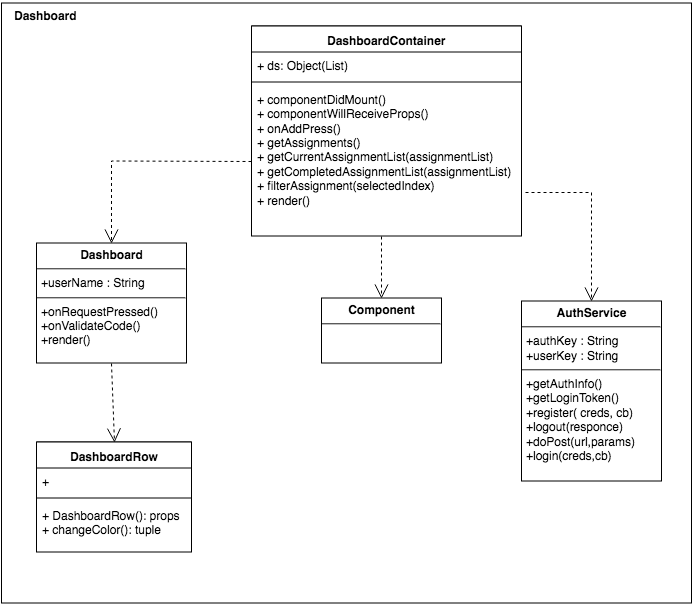 Dashboard
DashboardContainer
+ ds: Object(List)
+ componentDidMount()
+ componentWillReceiveProps()
+ onAddPress()
+ getAssignments()
+ getCurrentAssignmentList(assignmentList)
+ getCompletedAssignmentList(assignmentList)
+ filterAssignment(selectedIndex)
+ render()
Dashboard
+userName : String
+onRequestPressed()
+onValidateCode()
+render()
Component
AuthService
+authKey : String
+userKey : String
+getAuthInfo()
+getLoginToken()
+register( creds, cb)
+logout(responce)
+doPost(url,params)
+login(creds,cb)
DashboardRow
+
+ DashboardRow(): props
+ changeColor(): tuple